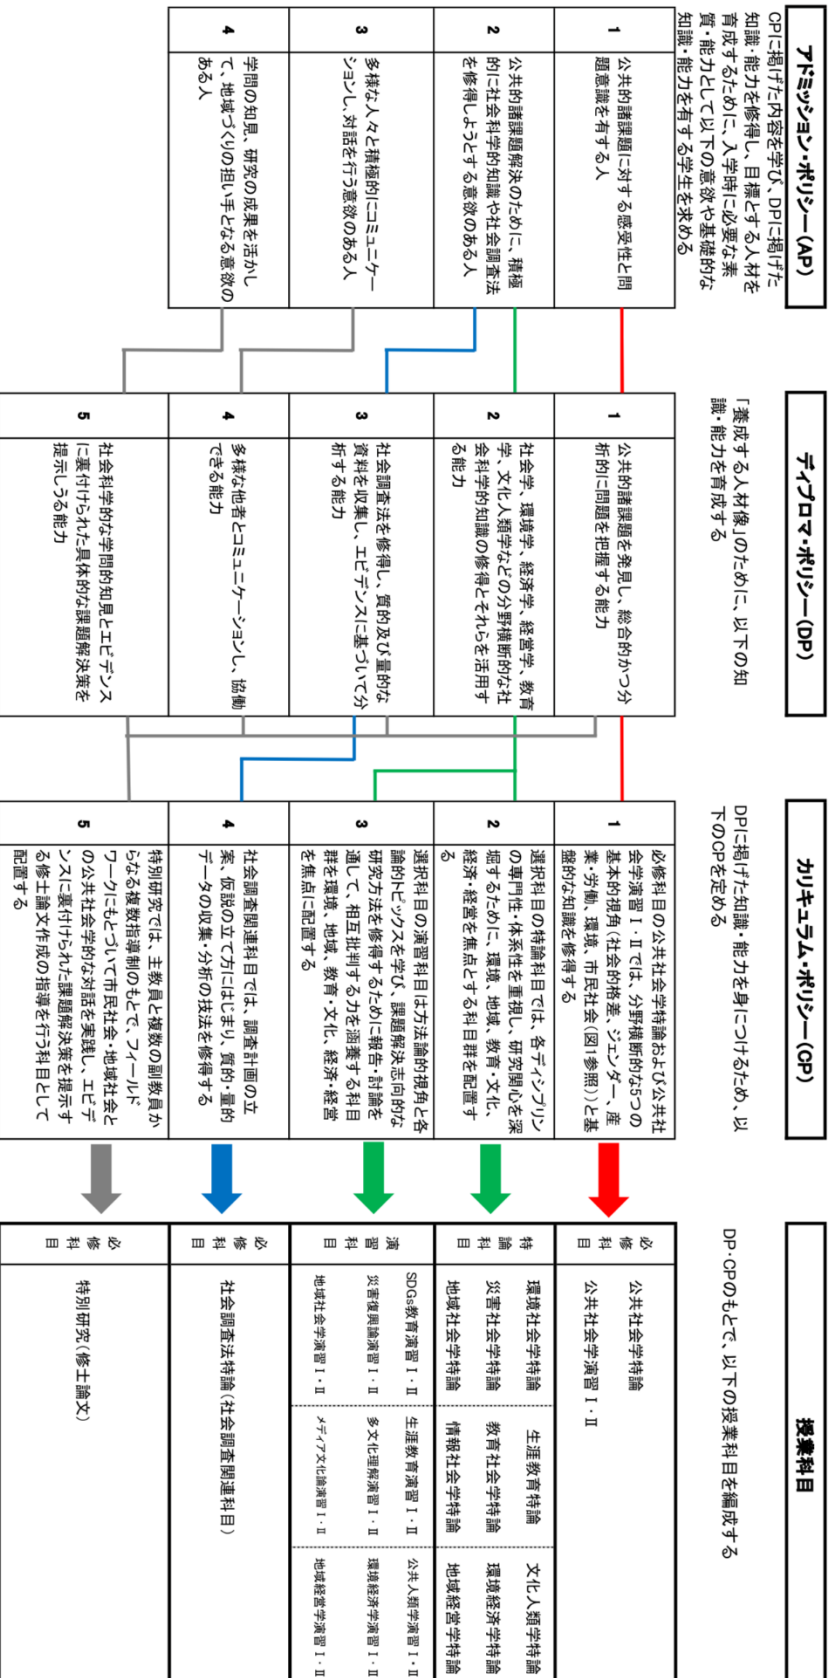 アドミッション・ポリシー(AP)
CPに掲げた内容を学び、DPに掲げた
知識・能力を修得し、目標とする人材を
育成するために、入学時に必要な素
質・能力として以下の意欲や基礎的な
知識・能力を有する学生を求める
1
公共的諸課題に対する感受性と問
題意識を有する人
2
公共的諸課題解決のために、積極
的に社会科学的知識や社会調査法
を修得しようとする意欲のある人
3
多様な人々と積極的にコミュニケー
ションし、対話を行う意欲のある人
4
学問の知見、研究の成果を活かし
て、地域づくりの担い手となる意欲の
ある人
ディプロマ・ポリシー(DP)
「養成する人材像」のために、以下の知
識・能力を育成する
1
公共的諸課題を発見し、総合的かつ分
析的に問題を把握する能力
2
社会学、環境学、経済学、経営学、教育
学、文化人類学などの分野横断的な社
会科学的知識の修得とそれらを活用す
る能力
3
社会調査法を修得し、質的及び量的な
資料を収集し、エビデンスに基づいて分
析する能力
4
多様な他者とコミュニケーションし、協働
できる能力
5
社会科学的な学問的知見とエビデンス
に裏付けられた具体的な課題解決策を
提示しうる能力
カリキュラム・ポリシー(CP)
DPに掲げた知識・能力を身につけるため、以
下のCPを定める
1
必修科目の公共社会学特論および公共社
会学演習Ⅰ・Ⅱでは、分野横断的な5つの
基本的視角(社会的格差、ジェンダー、産
業・労働、環境、市民社会(図1参照))と基
盤的な知識を修得する
2
選択科目の特論科目では、各ディシプリン
の専門性・体系性を重視し、研究関心を深
掘するために、環境、地域、教育・文化、
経済・経営を焦点とする科目群を配置す
る
3
選択科目の演習科目は方法論的視角と各
論的トピックスを学び、課題解決志向的な
研究方法を修得するために報告・討論を
通して、相互批判する力を涵養する科目
群を環境、地域、教育・文化、経済・経営
を焦点に配置する
4
社会調査関連科目では、調査計画の立
案、仮説の立て方にはじまり、質的・量的
データの収集・分析の技法を修得する
5
特別研究では、主教員と複数の副教員か
らなる複数指導制のもとで、フィールド
ワークにもとづいて市民社会・地域社会と
の公共社会学的な対話を実践し、エビデ
ンスに裏付けられた課題解決策を提示す
る修士論文作成の指導を行う科目として
配置する
授業科目
DP・CPのもとで、以下の授業科目を編成する
必修科目
公共社会学特論
公共社会学演習Ⅰ・Ⅱ
特論科目
環境社会学特論 生涯教育特論 文化人類学特論
災害社会学特論 教育社会学特論 環境経済学特論
地域社会学特論 情報社会学特論 地域経営学特論
演習科目
SDGs教育演習Ⅰ・Ⅱ 生涯教育演習Ⅰ・Ⅱ 公共人類学演習Ⅰ・Ⅱ
災害復興論演習Ⅰ・Ⅱ 多文化理解演習Ⅰ・Ⅱ 環境経済学演習Ⅰ・Ⅱ
地域社会学演習Ⅰ・Ⅱ メディア文化論演習Ⅰ・Ⅱ 地域経営学演習Ⅰ・Ⅱ
必修科目
社会調査法特論(社会調査関連科目)
必修科目
特別研究(修士論文)